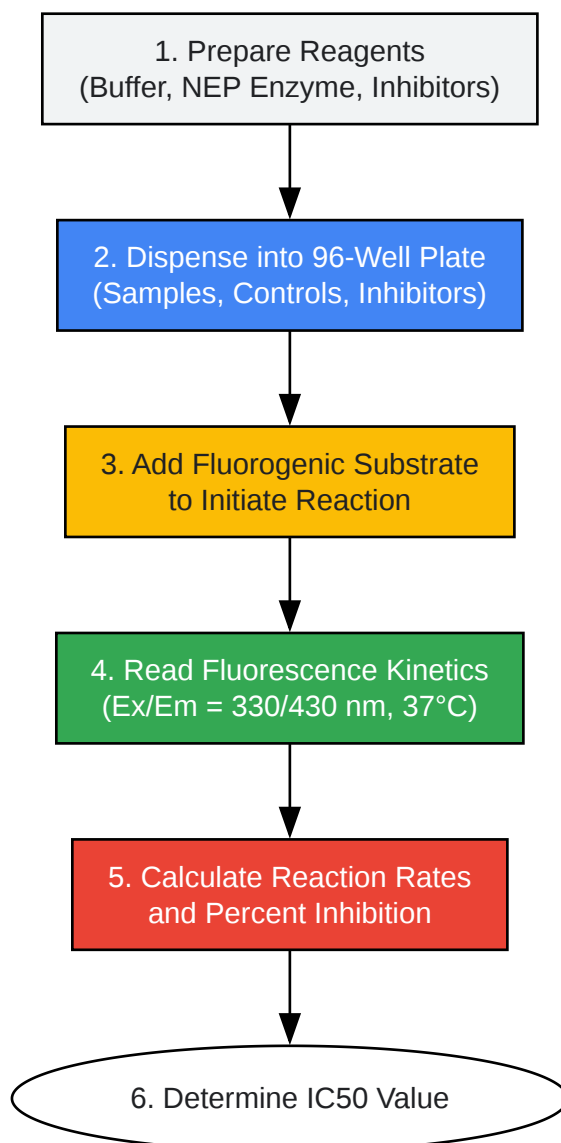 1. Prepare Reagents
(Buffer, NEP Enzyme, Inhibitors)
2. Dispense into 96-Well Plate
(Samples, Controls, Inhibitors)
3. Add Fluorogenic Substrate
to Initiate Reaction
4. Read Fluorescence Kinetics
(Ex/Em = 330/430 nm, 37°C)
5. Calculate Reaction Rates
and Percent Inhibition
6. Determine IC50 Value